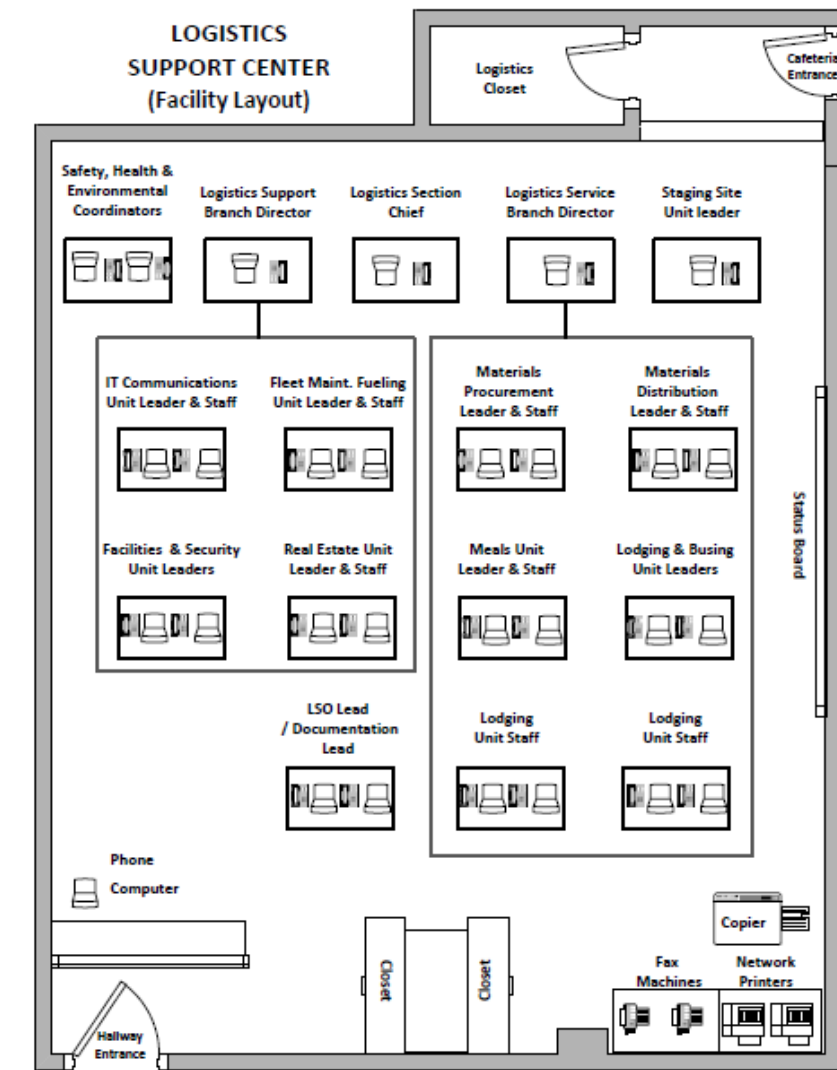 LOGISTICS
SUPPORT CENTER
(Facility Layout)
Logistics
Closet
Cafeteria
Entrance
Safety, Health &
Environmental
Coordinators
Logistics Support
Branch Director
Logistics Section
Chief
Logistics Service
Branch Director
Staging Site
Unit leader
IT Communications
Unit Leader & Staff
Fleet Maint. Fueling
Unit Leader & Staff
Materials
Procurement
Leader & Staff
Materials
Distribution
Leader & Staff
Status Board
Facilities & Security
Unit Leaders
Real Estate Unit
Leader & Staff
Meals Unit
Leader & Staff
Lodging & Busing
Unit Leaders
LSO Lead
/ Documentation
Lead
Lodging
Unit Staff
Lodging
Unit Staff
Phone
Computer
Copier
Closet
Closet
Fax
Machines
Network
Printers
Hallway
Entrance